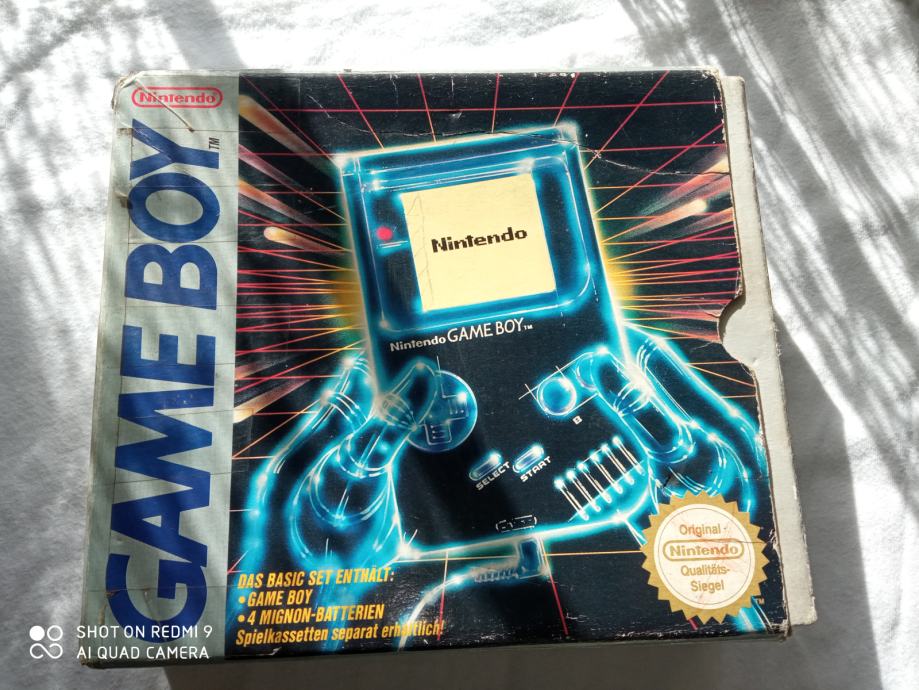 Nintendo
GAME BOY™
Nintendo
Nintendo GAME BOY™
B
SELECT
START
DAS BASIC SET ENTHÄLT:
• GAME BOY
• 4 MIGNON-BATTERIEN
Spielkassetten separat erhältlich!
Original -
Nintendo
Qualitäts-
Siegel
TM
SHOT ON REDMI 9
AI QUAD CAMERA